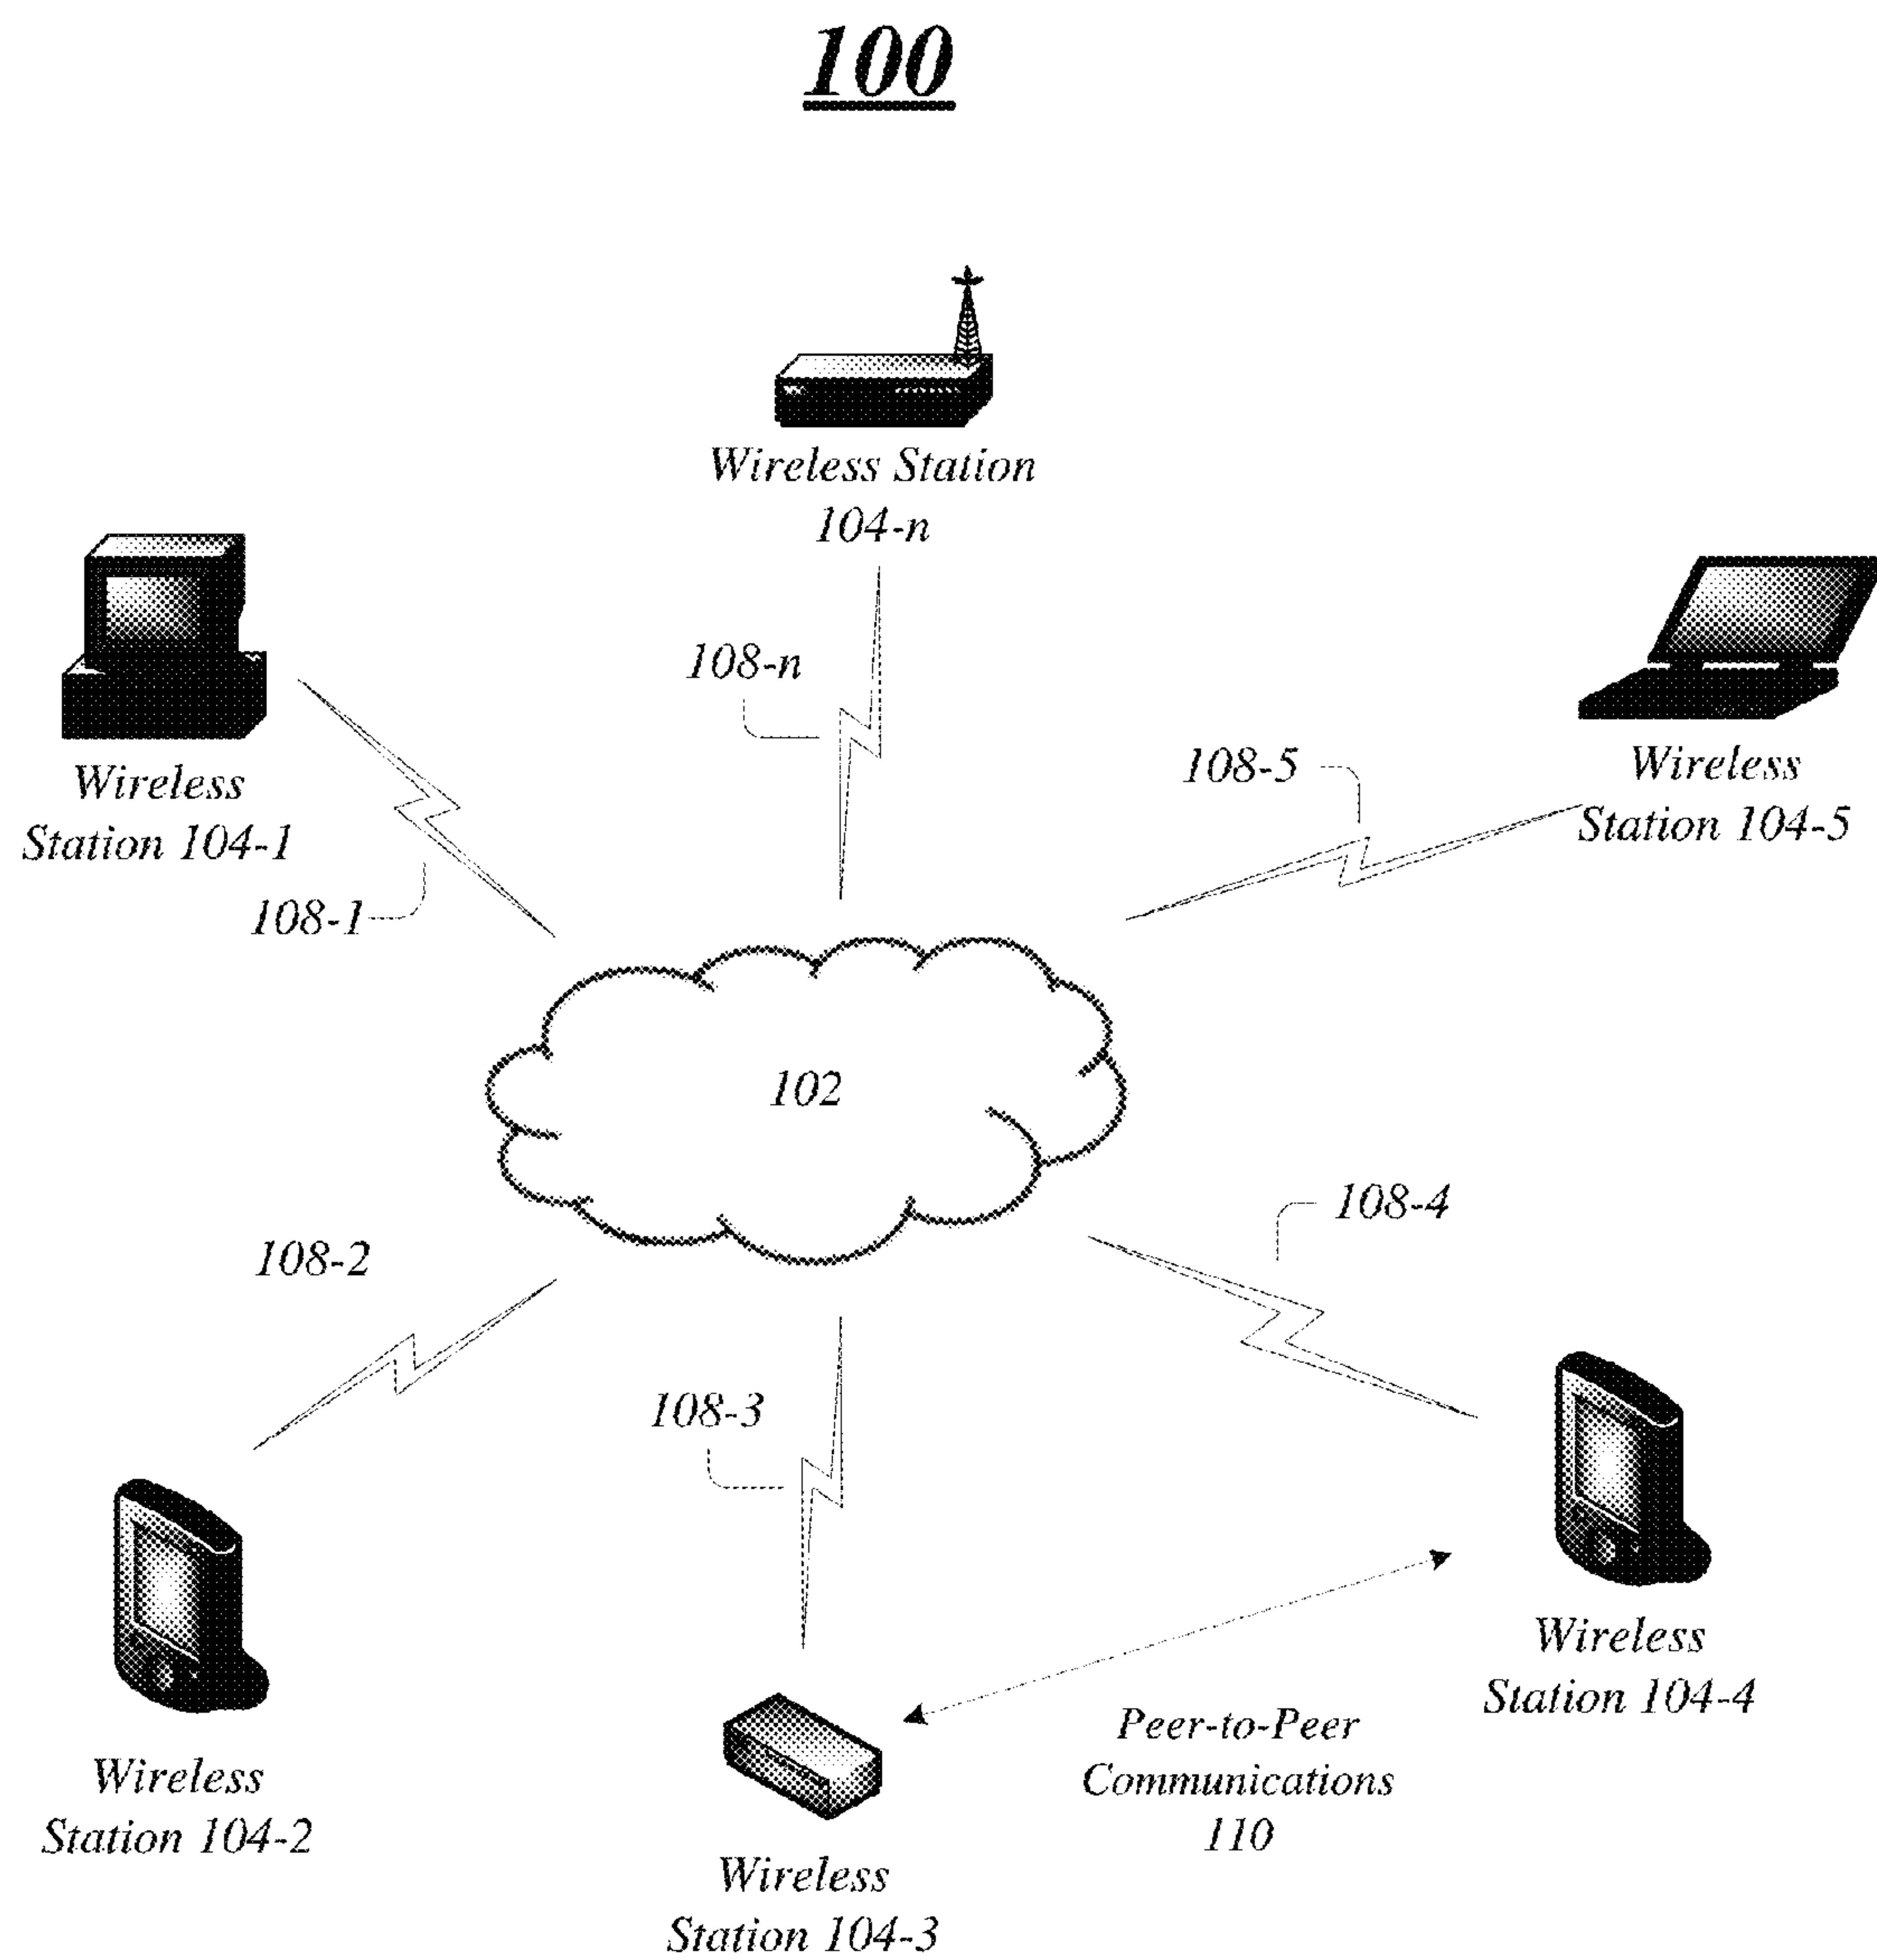 100
Wireless Station
104-n
108-n
Wireless
Station 104-1
108-5
Wireless
Station 104-5
108-1
102
108-4
108-2
108-3
Wireless
Station 104-4
Peer-to-Peer
Communications
110
Wireless
Station 104-2
Wireless
Station 104-3